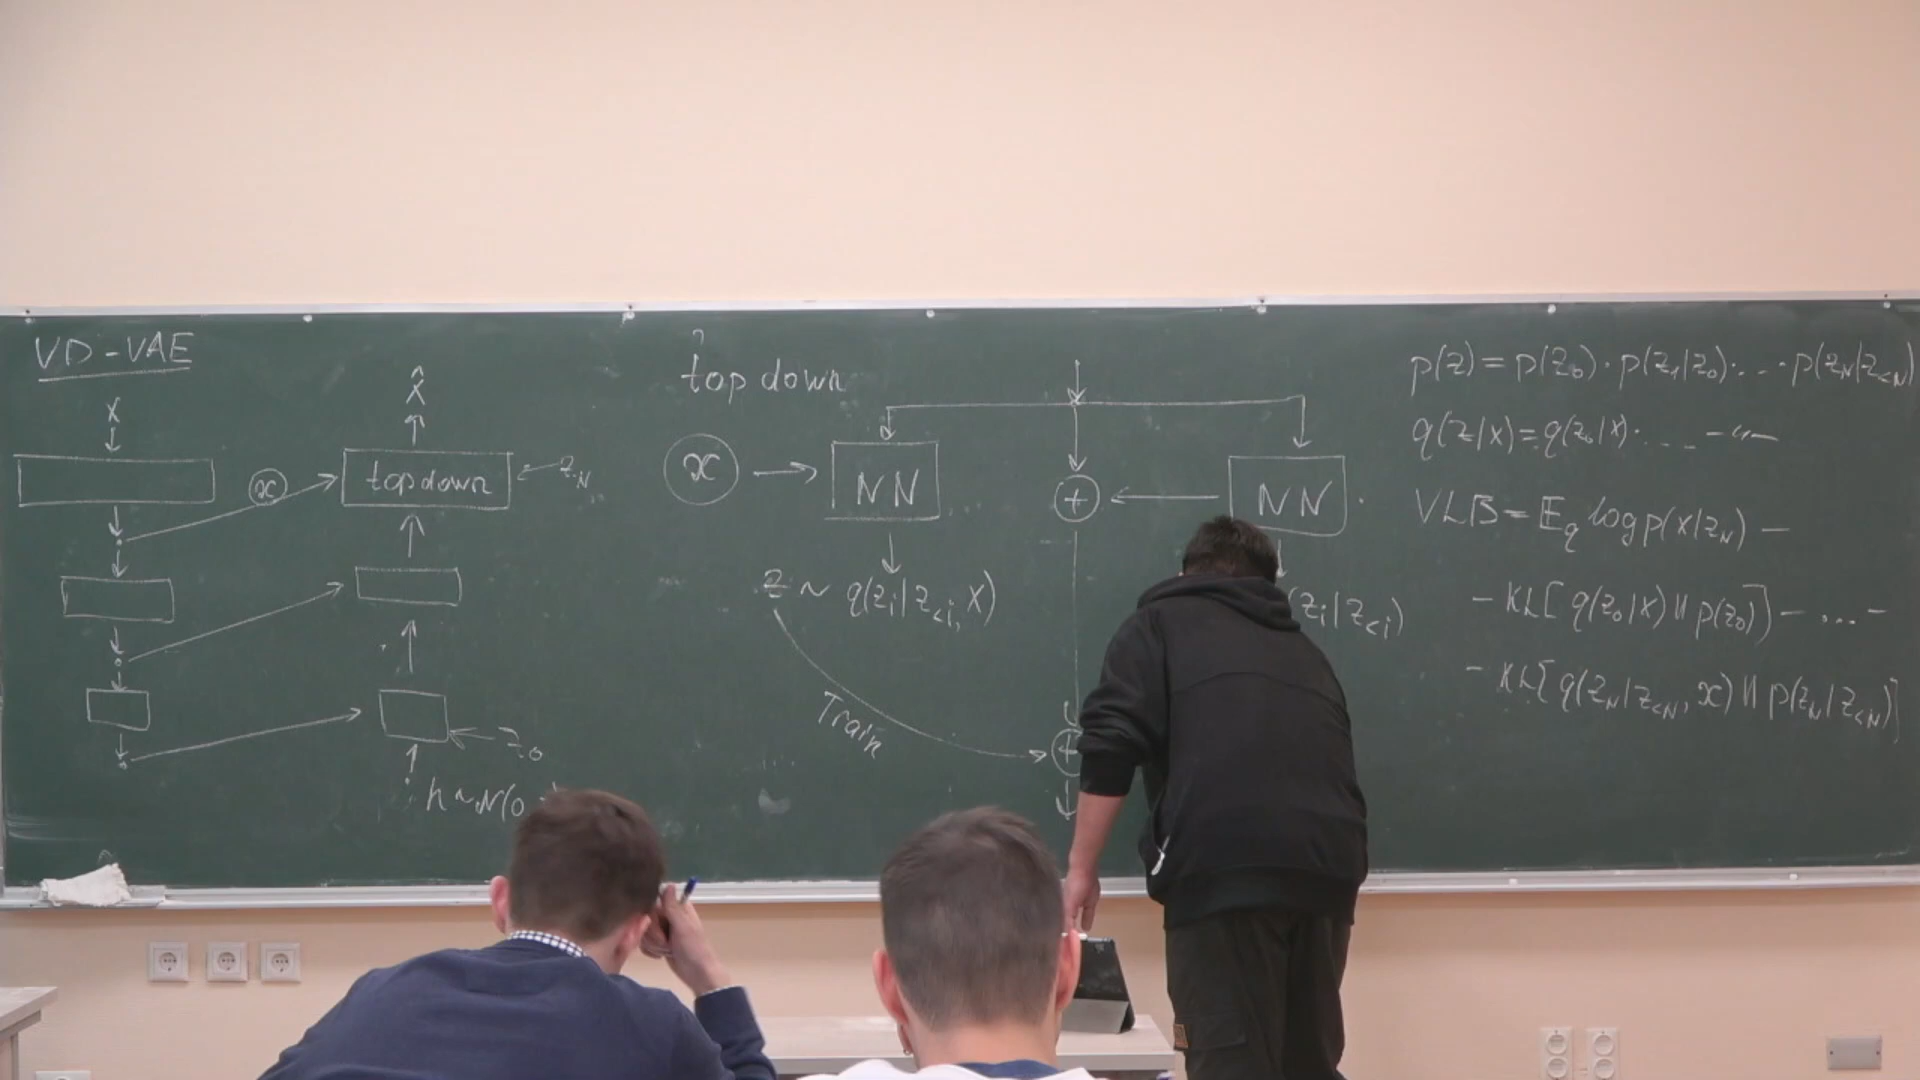 VD-VAE
X
x
X̂
top down
z_N
z_0
h ~ N(0
top down
x
NN
z ~ q(z_i|z_{<i}, X)
Train
+
NN
(z_i|z_{<i})
p(z) = p(z_0) · p(z_1|z_0) · ... · p(z_N|z_{<N})
q(z|x) = q(z_0|x) · ... -"-
VLB = E_q log p(x|z_N) -
- KL[q(z_0|x) || p(z_0)] - ... -
- KL[q(z_N|z_{<N}, x) || p(z_N|z_{<N})]